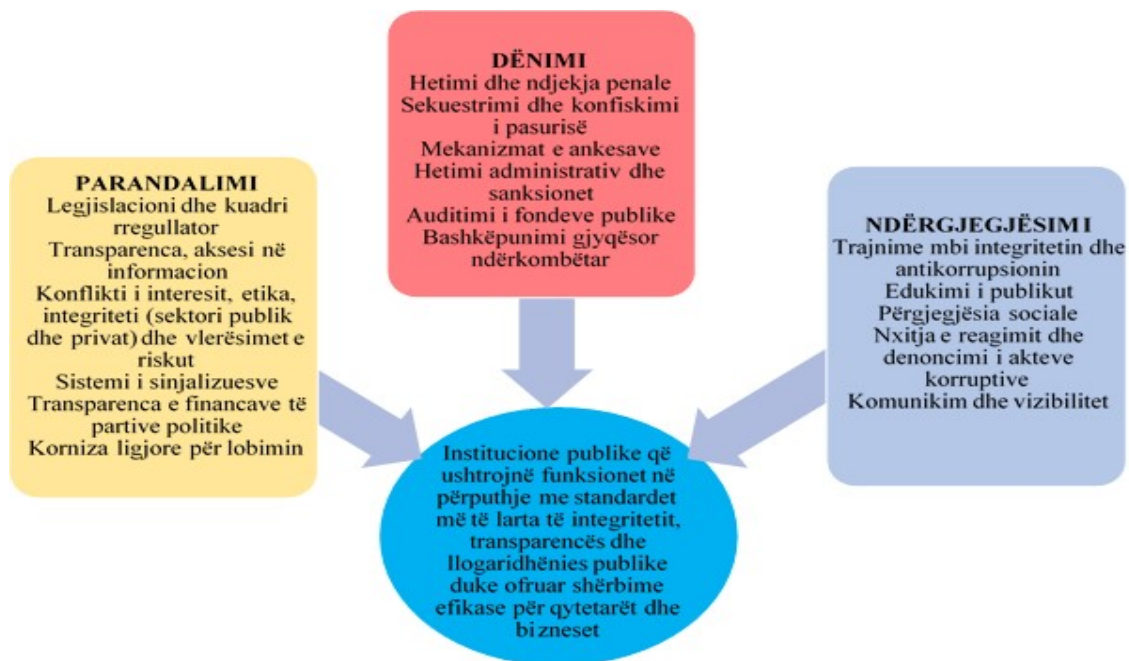 DËNIMI
Hetimi dhe ndjekja penale
Sekuestrimi dhe konfiskimi
i pasurisë
Mekanizmat e ankesave
Hetimi administrativ dhe
sanksionet
Auditimi i fondeve publike
Bashkëpunimi gjyqësor
ndërkombëtar
PARANDALIMI
Legjislacioni dhe kuadri
rregullator
Transparenca, aksesi në
informacion
Konflikti i interesit, etika,
integriteti (sektori publik
dhe privat) dhe vlerësimet e
riskut
Sistemi i sinjalizuesve
Transparenca e financave të
partive politike
Korniza ligjore për lobimin
NDËRGJEGJËSIMI
Trajnime mbi integritetin dhe
antikorrupsionin
Edukimi i publikut
Përgjegjësia sociale
Nxitja e reagimit dhe
denoncimi i akteve
korruptive
Komunikim dhe vizibilitet
Institucione publike që
ushtrojnë funksionet në
përputhje me standardet
më të larta të integritetit,
transparencës dhe
llogaridhënies publike
duke ofruar shërbime
efikase për qytetarët dhe
bizneset